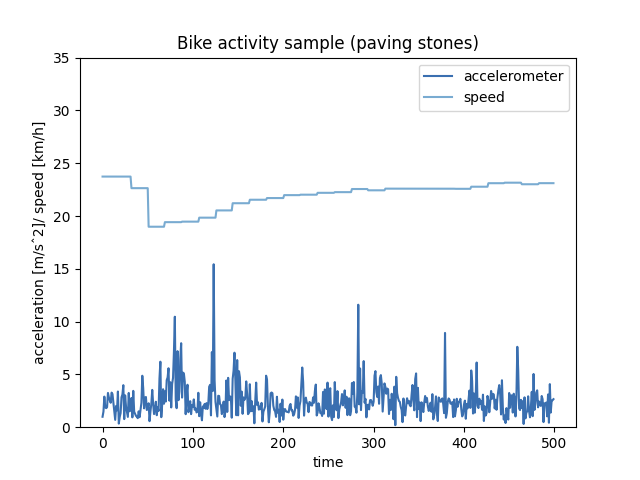 Bike activity sample (paving stones)
accelerometer
speed
acceleration [m/s^2]/ speed [km/h]
35
30
25
20
15
10
5
0
0 100 200 300 400 500
time